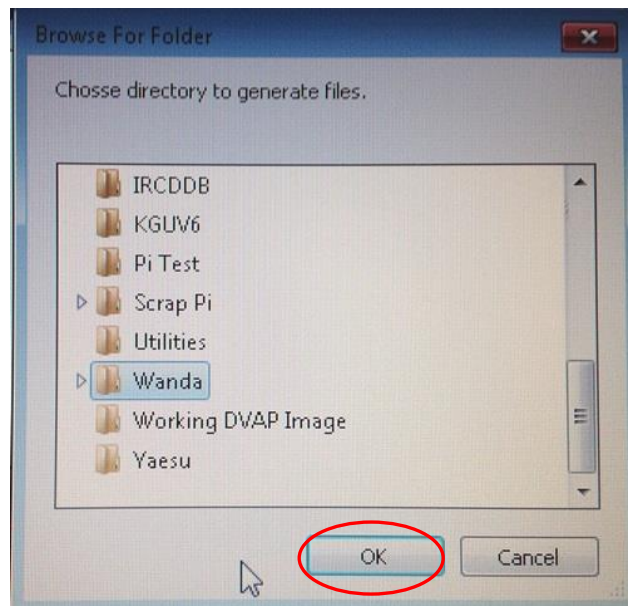 Browse For Folder
Chosse directory to generate files.
IRCDDB
KGUV6
Pi Test
Scrap Pi
Utilities
Wanda
Working DVAP Image
Yaesu
OK Cancel